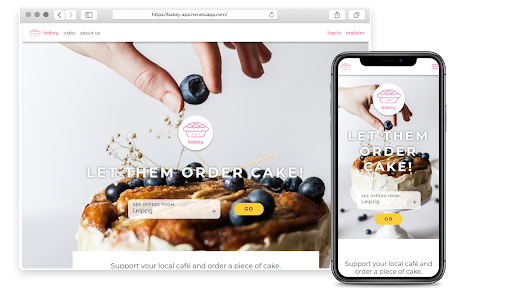 https://bakey-app.herokuapp.com/
bakey cafés about us log in register
bakey
LET THEM ORDER CAKE!
SEE OFFERS FROM
Leipzig
GO
Support your local café and order a piece of cake.
bakey
LET THEM
ORDER
CAKE!
SEE OFFERS FROM
Leipzig
GO
Support your local café and
order a piece of cake.